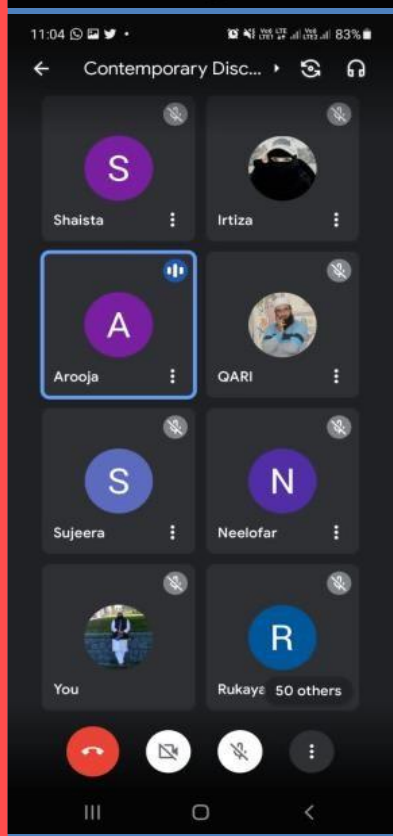 11:04 83%
Contemporary Disc...
S
Shaista
Irtiza
A
Arooja
QARI
S
Sujeera
N
Neelofar
You
R
Rukaya 50 others